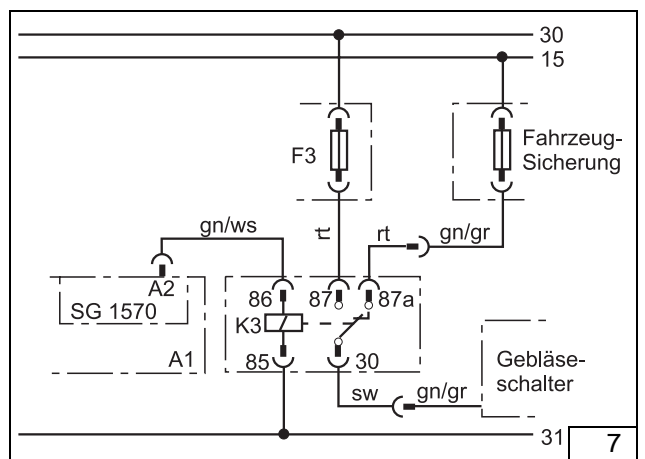 30
15
F3
Fahrzeug-
Sicherung
gn/ws
rt
rt
gn/gr
A2
SG 1570
A1
86
87
87a
K3
85
30
Gebläse-
schalter
sw
gn/gr
31
7